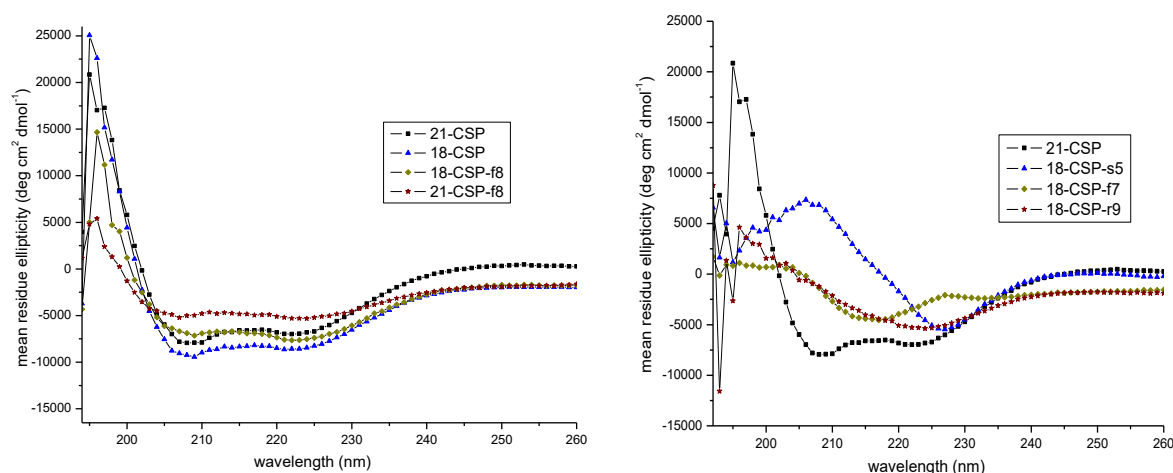 mean residue ellipticity (deg cm² dmol⁻¹)
25000
20000
15000
10000
5000
0
-5000
-10000
-15000
21-CSP
18-CSP
18-CSP-f8
21-CSP-f8
200 210 220 230 240 250 260
wavelength (nm)
mean residue ellipticity (deg cm² dmol⁻¹)
25000
20000
15000
10000
5000
0
-5000
-10000
-15000
21-CSP
18-CSP-s5
18-CSP-f7
18-CSP-r9
200 210 220 230 240 250 260
wavelength (nm)